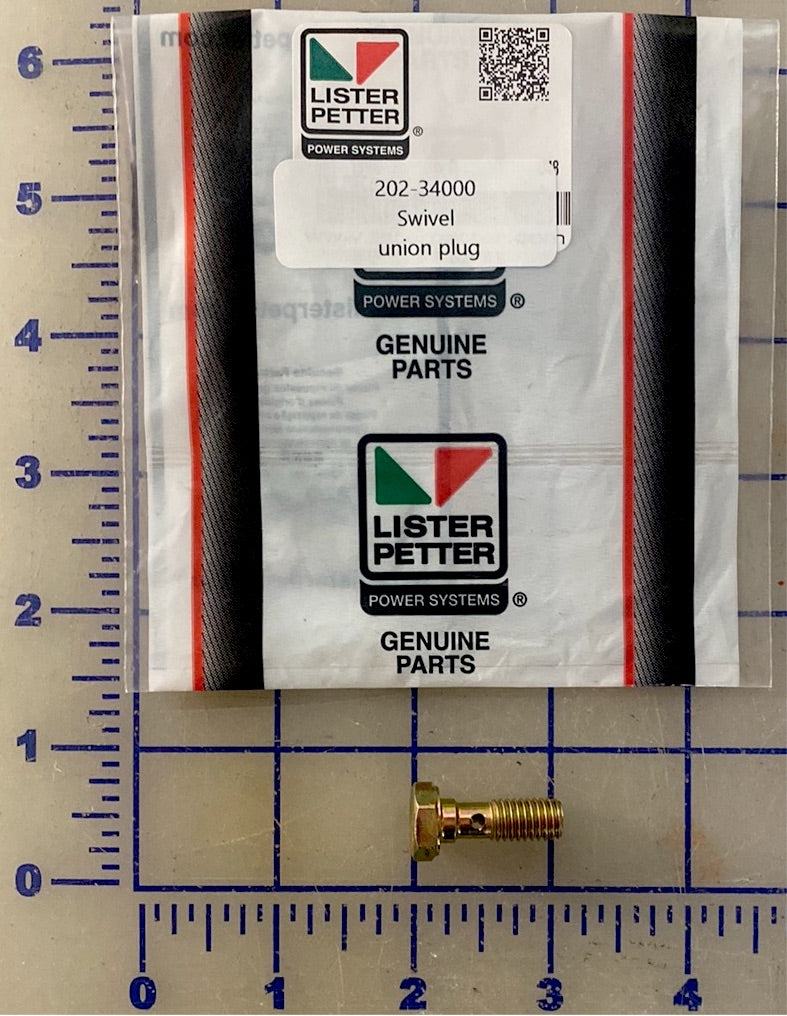 LISTER
PETTER
®
POWER SYSTEMS
202-34000
Swivel
union plug
POWER SYSTEMS ®
GENUINE
PARTS
LISTER
PETTER
POWER SYSTEMS ®
GENUINE
PARTS
6
5
4
3
2
1
0
0 1 2 3 4